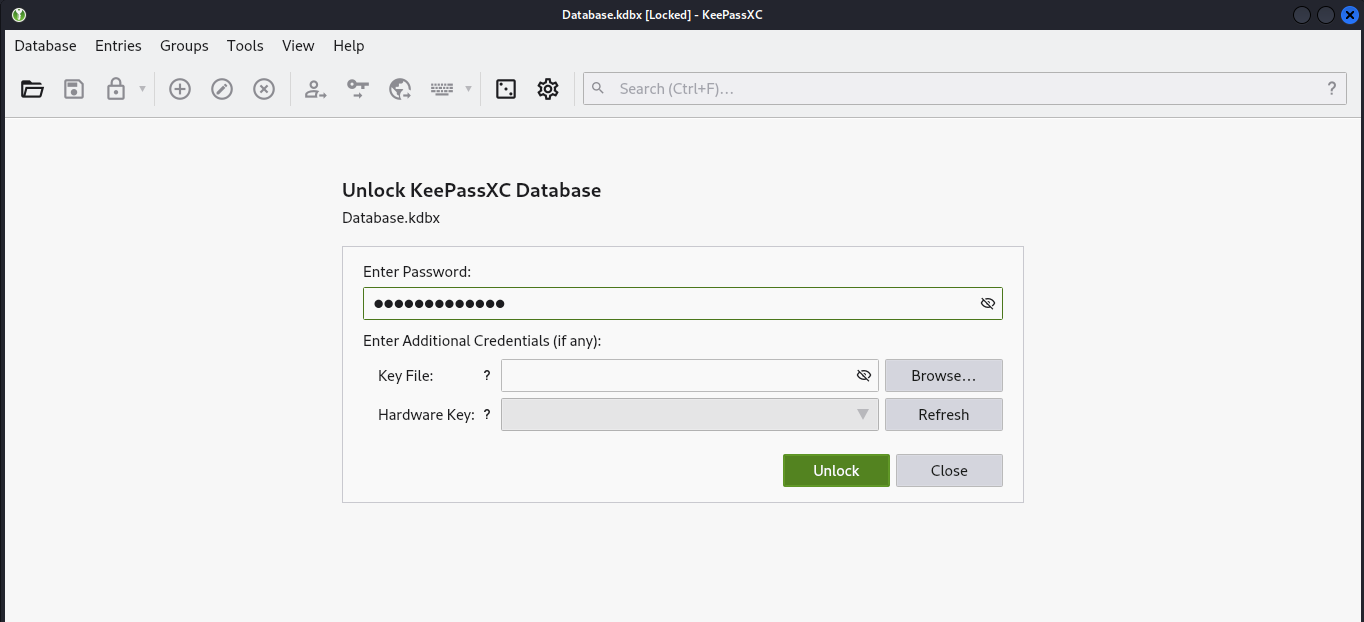 Database.kdbx [Locked] - KeePassXC
Database Entries Groups Tools View Help
Search (Ctrl+F)... ?
Unlock KeePassXC Database
Database.kdbx
Enter Password:
●●●●●●●●●●●●●
Enter Additional Credentials (if any):
Key File: ? Browse...
Hardware Key: ? Refresh
Unlock Close